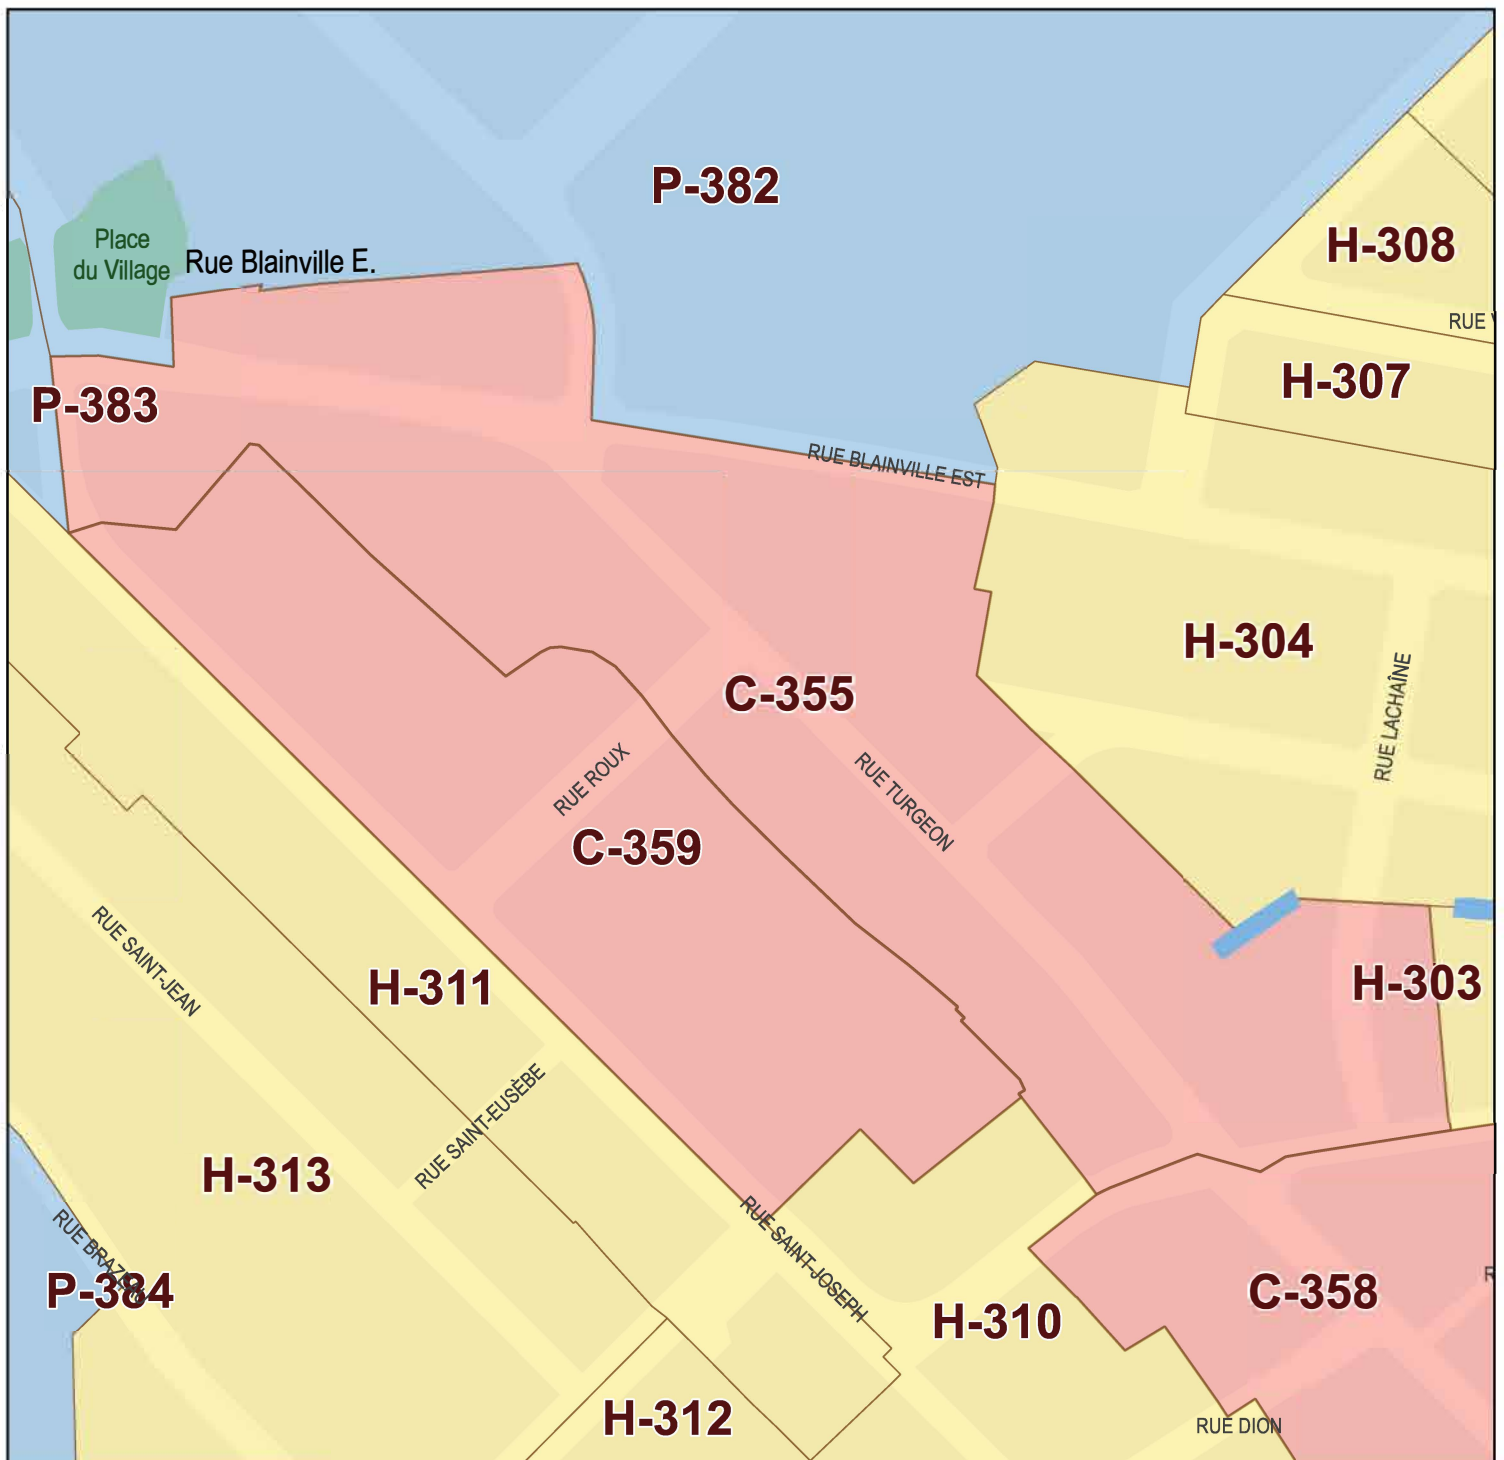 P-382
Place
du Village
Rue Blainville E.
H-308
RUE
H-307
P-383
RUE BLAINVILLE EST
H-304
C-355
RUE LACHAÎNE
RUE ROUX
RUE TURGEON
C-359
H-303
RUE SAINT-JEAN
H-311
RUE SAINT-EUSÈBE
H-313
RUE SAINT-JOSEPH
P-384
C-358
H-310
H-312
RUE DION